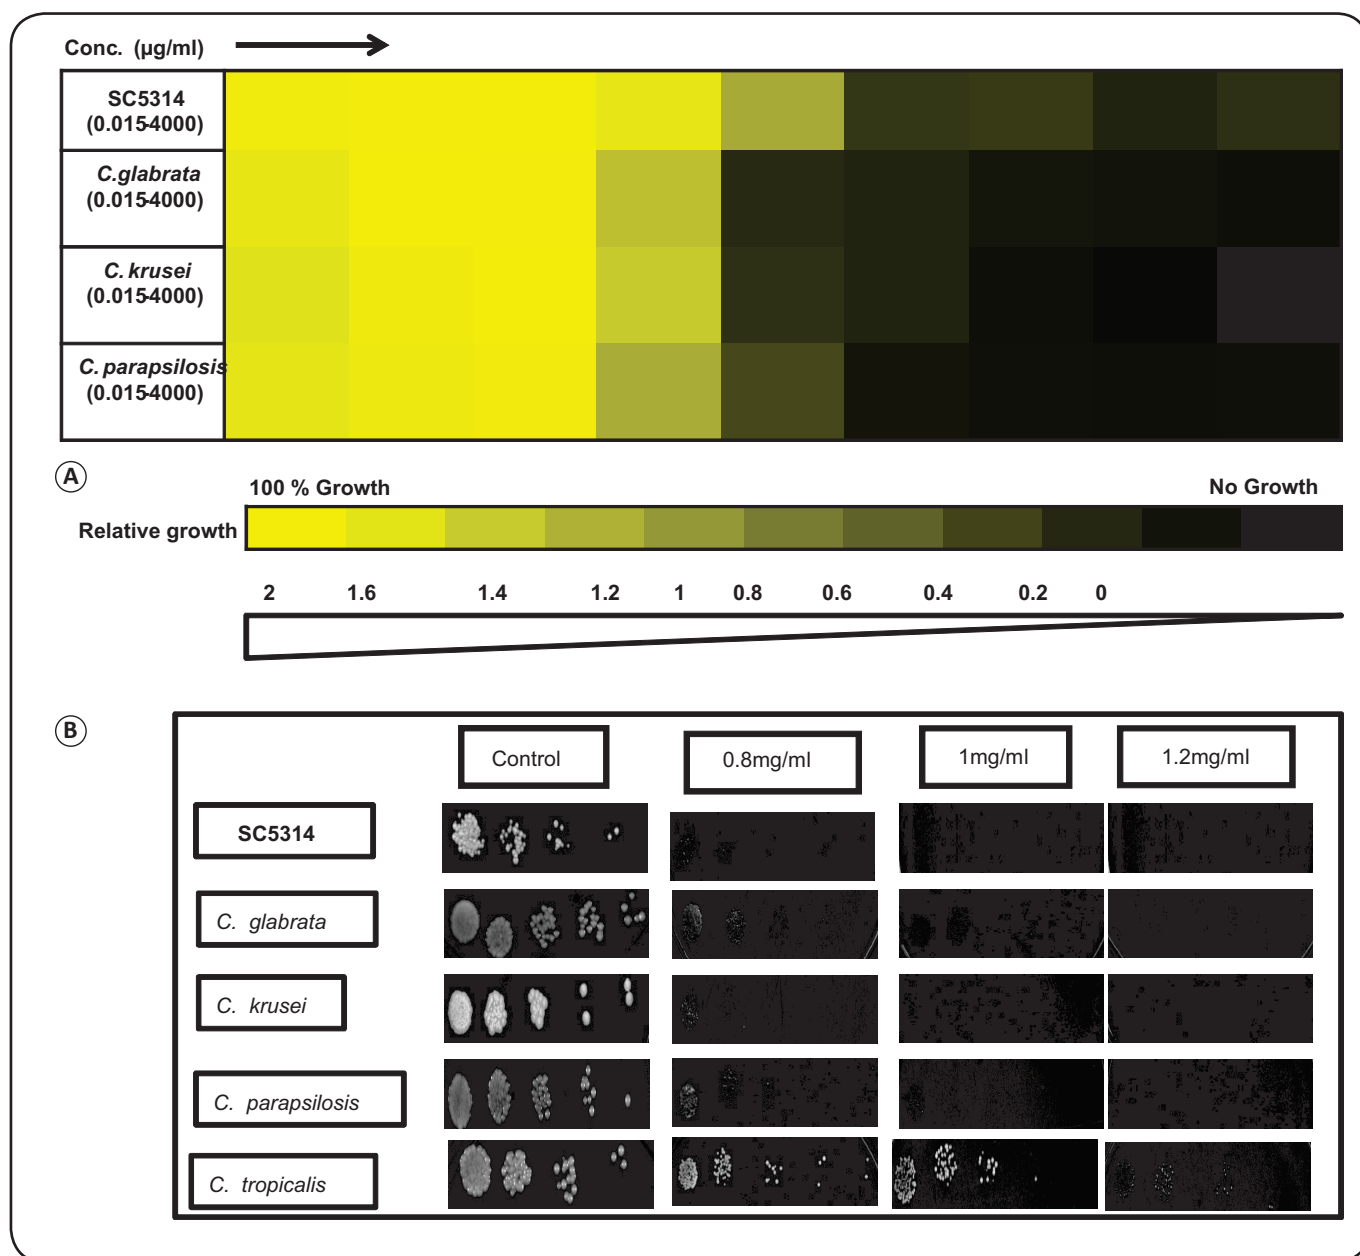 Conc. (µg/ml)
SC5314
(0.015-4000)
C.glabrata
(0.015-4000)
C. krusei
(0.015-4000)
C. parapsilosis
(0.015-4000)
A
100 % Growth No Growth
Relative growth
2 1.6 1.4 1.2 1 0.8 0.6 0.4 0.2 0
B
Control 0.8mg/ml 1mg/ml 1.2mg/ml
SC5314
C. glabrata
C. krusei
C. parapsilosis
C. tropicalis